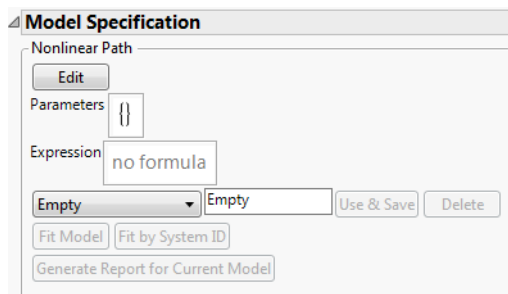 Model Specification
Nonlinear Path
Edit
Parameters {}
Expression no formula
Empty Empty Use & Save Delete
Fit Model Fit by System ID
Generate Report for Current Model